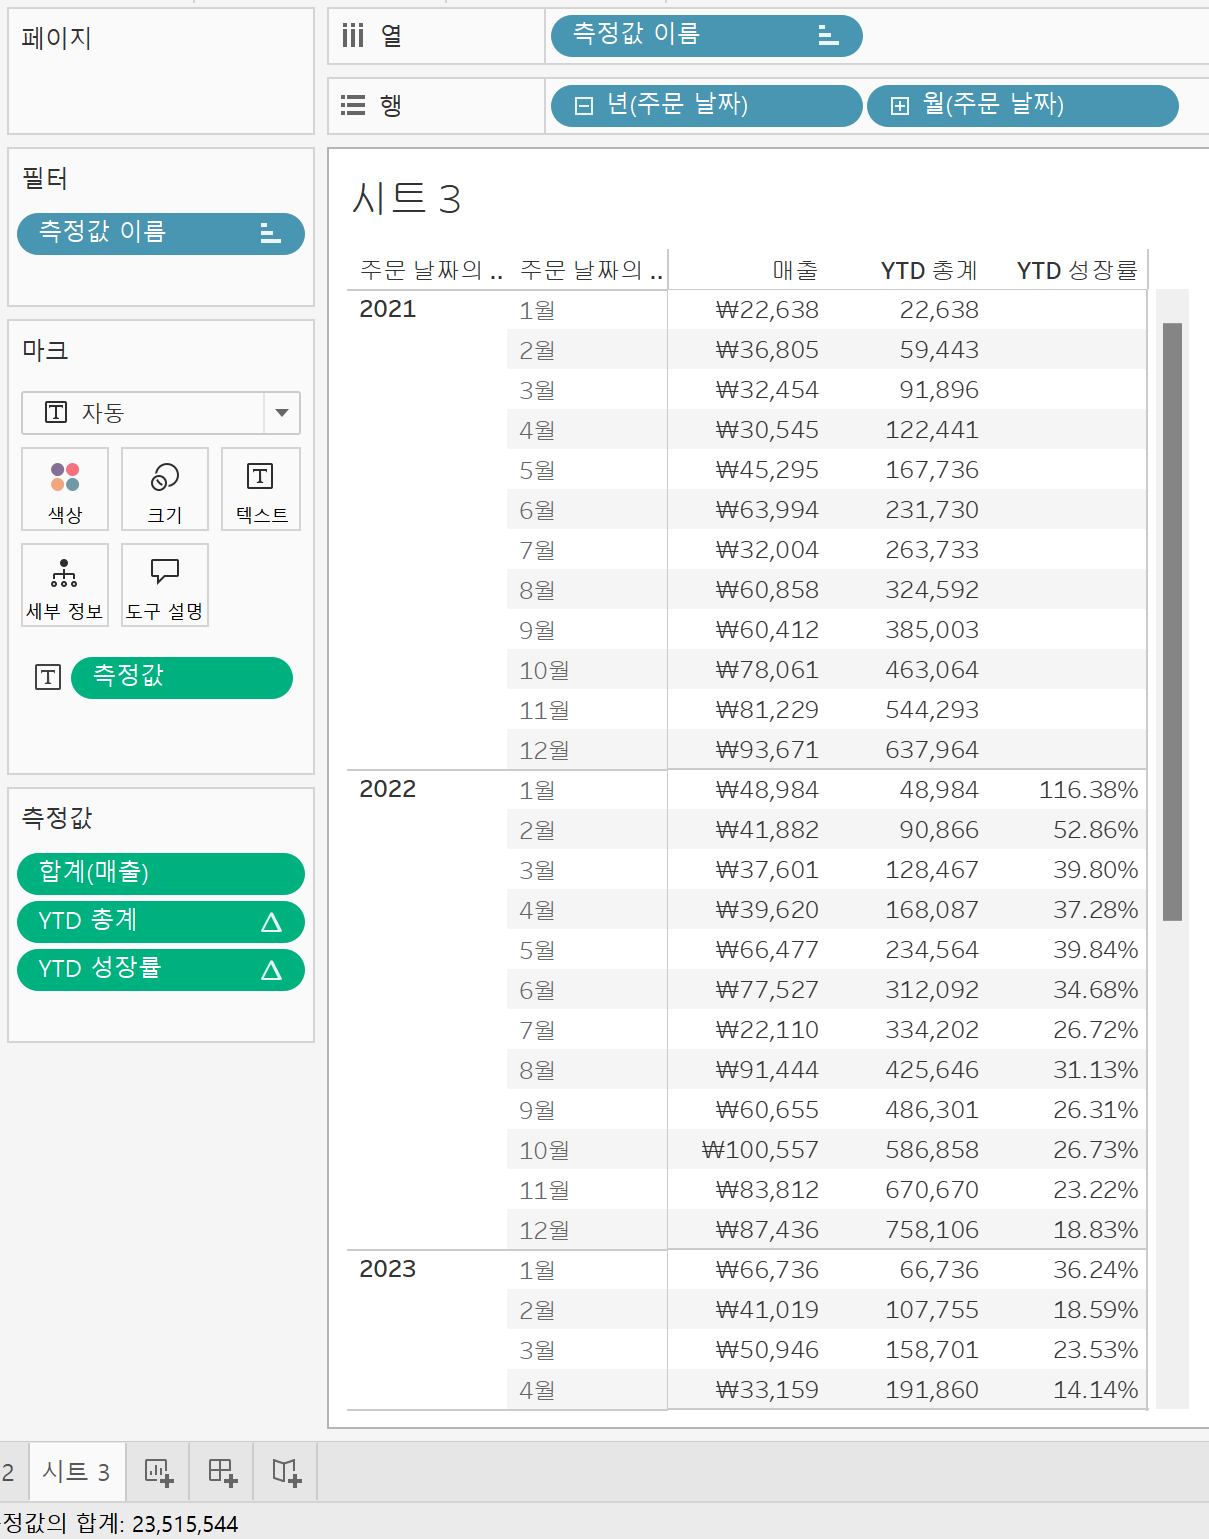 페이지
열
측정값 이름
행
년(주문 날짜) 월(주문 날짜)
필터
측정값 이름
마크
자동
색상 크기 텍스트
세부 정보 도구 설명
측정값
측정값
합계(매출)
YTD 총계
YTD 성장률
시트 3
주문 날짜의 .. 주문 날짜의 .. 매출 YTD 총계 YTD 성장률
2021 1월 ₩22,638 22,638
2월 ₩36,805 59,443
3월 ₩32,454 91,896
4월 ₩30,545 122,441
5월 ₩45,295 167,736
6월 ₩63,994 231,730
7월 ₩32,004 263,733
8월 ₩60,858 324,592
9월 ₩60,412 385,003
10월 ₩78,061 463,064
11월 ₩81,229 544,293
12월 ₩93,671 637,964
2022 1월 ₩48,984 48,984 116.38%
2월 ₩41,882 90,866 52.86%
3월 ₩37,601 128,467 39.80%
4월 ₩39,620 168,087 37.28%
5월 ₩66,477 234,564 39.84%
6월 ₩77,527 312,092 34.68%
7월 ₩22,110 334,202 26.72%
8월 ₩91,444 425,646 31.13%
9월 ₩60,655 486,301 26.31%
10월 ₩100,557 586,858 26.73%
11월 ₩83,812 670,670 23.22%
12월 ₩87,436 758,106 18.83%
2023 1월 ₩66,736 66,736 36.24%
2월 ₩41,019 107,755 18.59%
3월 ₩50,946 158,701 23.53%
4월 ₩33,159 191,860 14.14%
2 시트 3
정값의 합계: 23,515,544